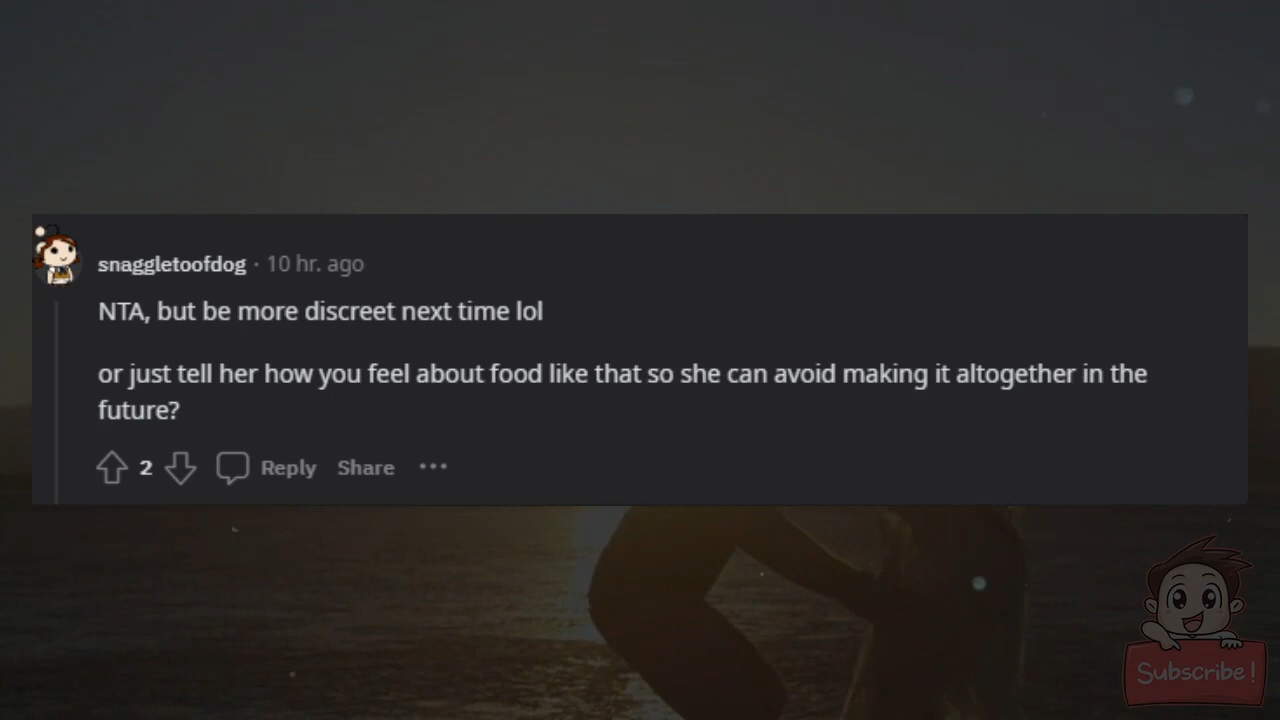 snaggletoofdog · 10 hr. ago
NTA, but be more discreet next time lol
or just tell her how you feel about food like that so she can avoid making it altogether in the
future?
2 Reply Share ···
Subscribe!